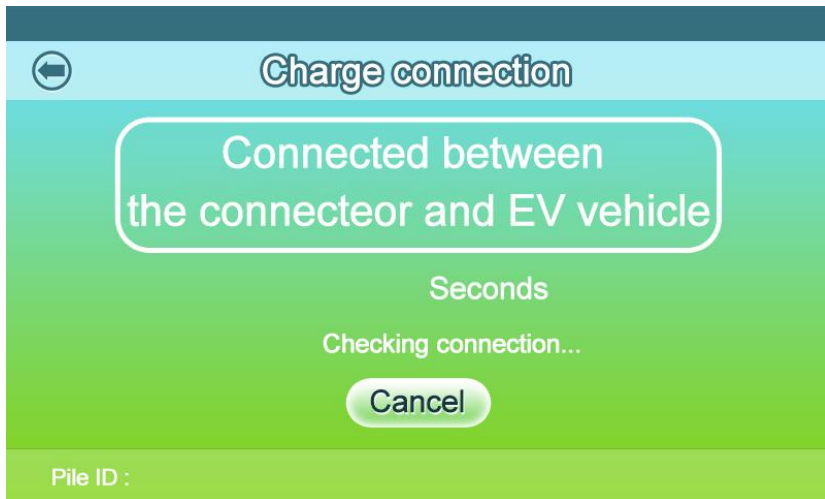 Charge connection
Connected between
the connecteor and EV vehicle
Seconds
Checking connection...
Cancel
Pile ID :